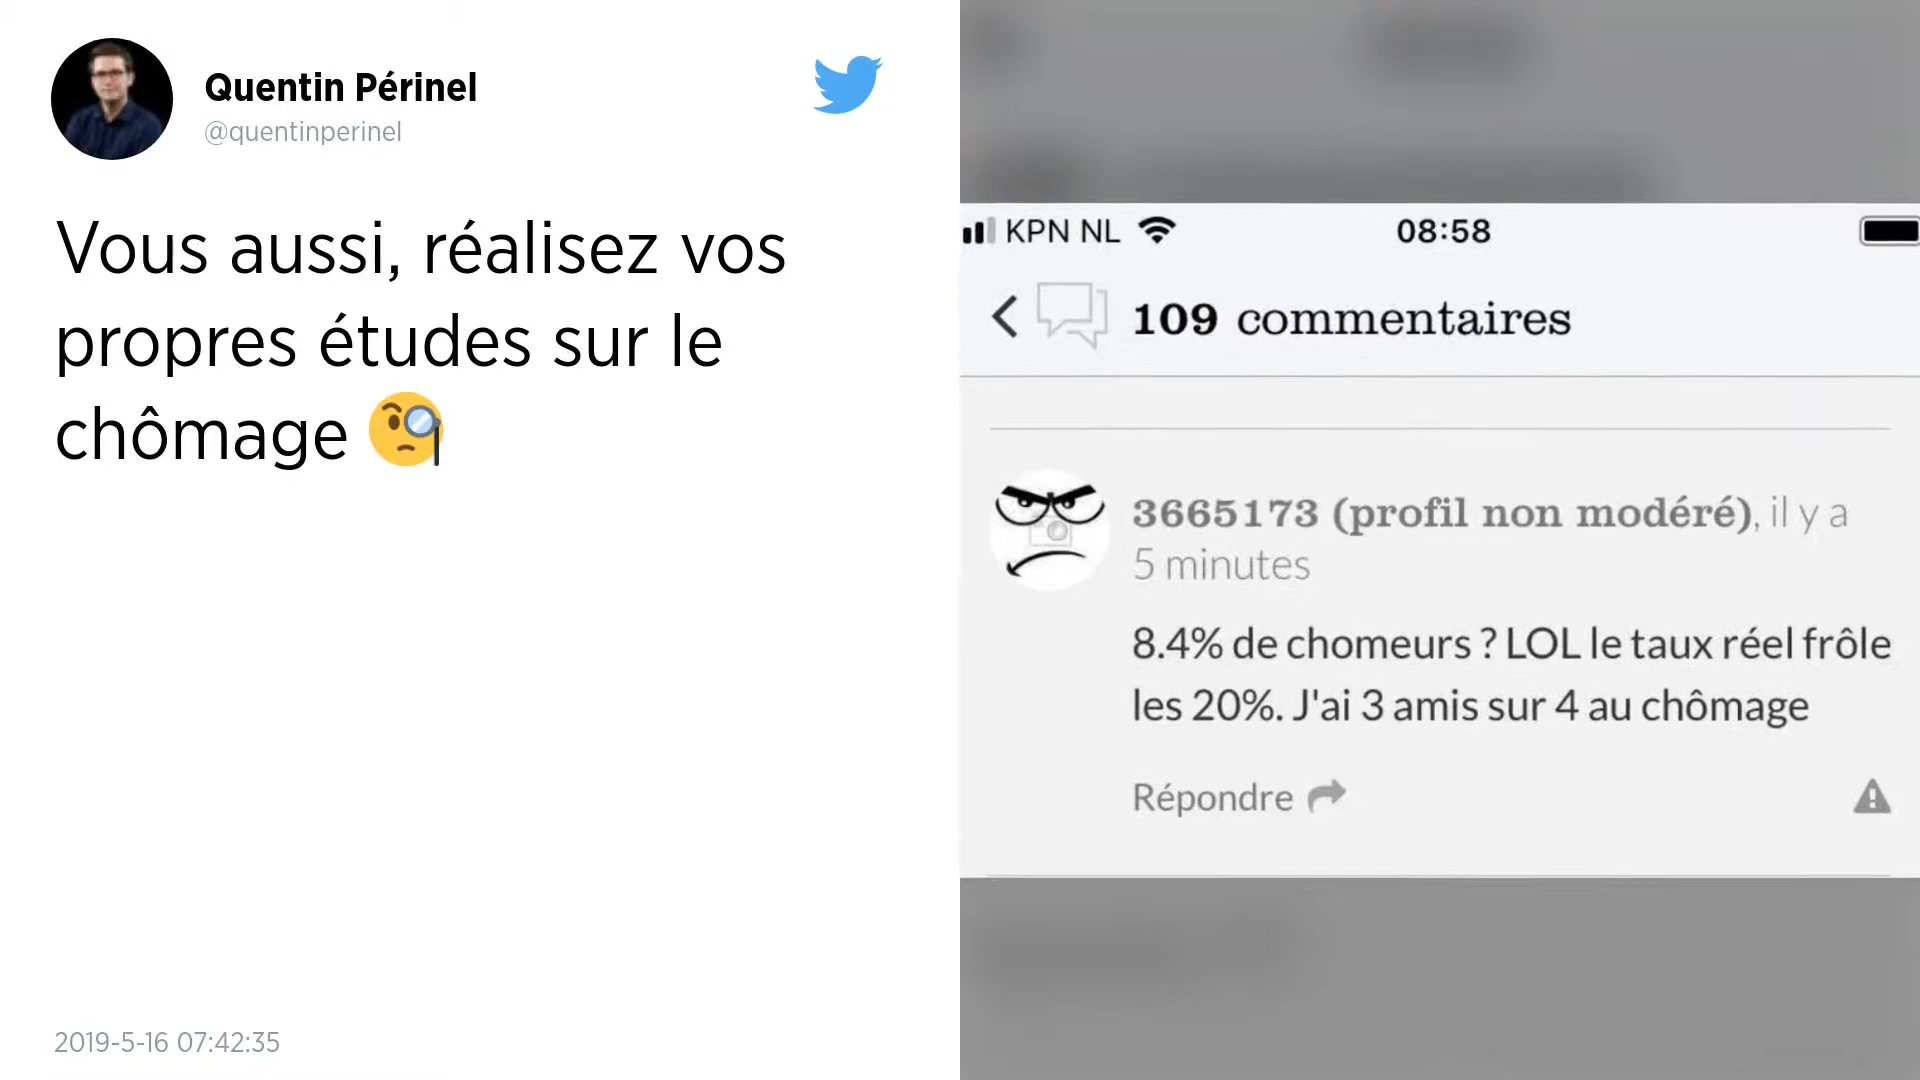 Quentin Périnel
@quentinperinel
Vous aussi, réalisez vos
propres études sur le
chômage 🧐
2019-5-16 07:42:35
KPN NL
08:58
109 commentaires
3665173 (profil non modéré), il y a
5 minutes
8.4% de chomeurs ? LOL le taux réel frôle
les 20%. J'ai 3 amis sur 4 au chômage
Répondre